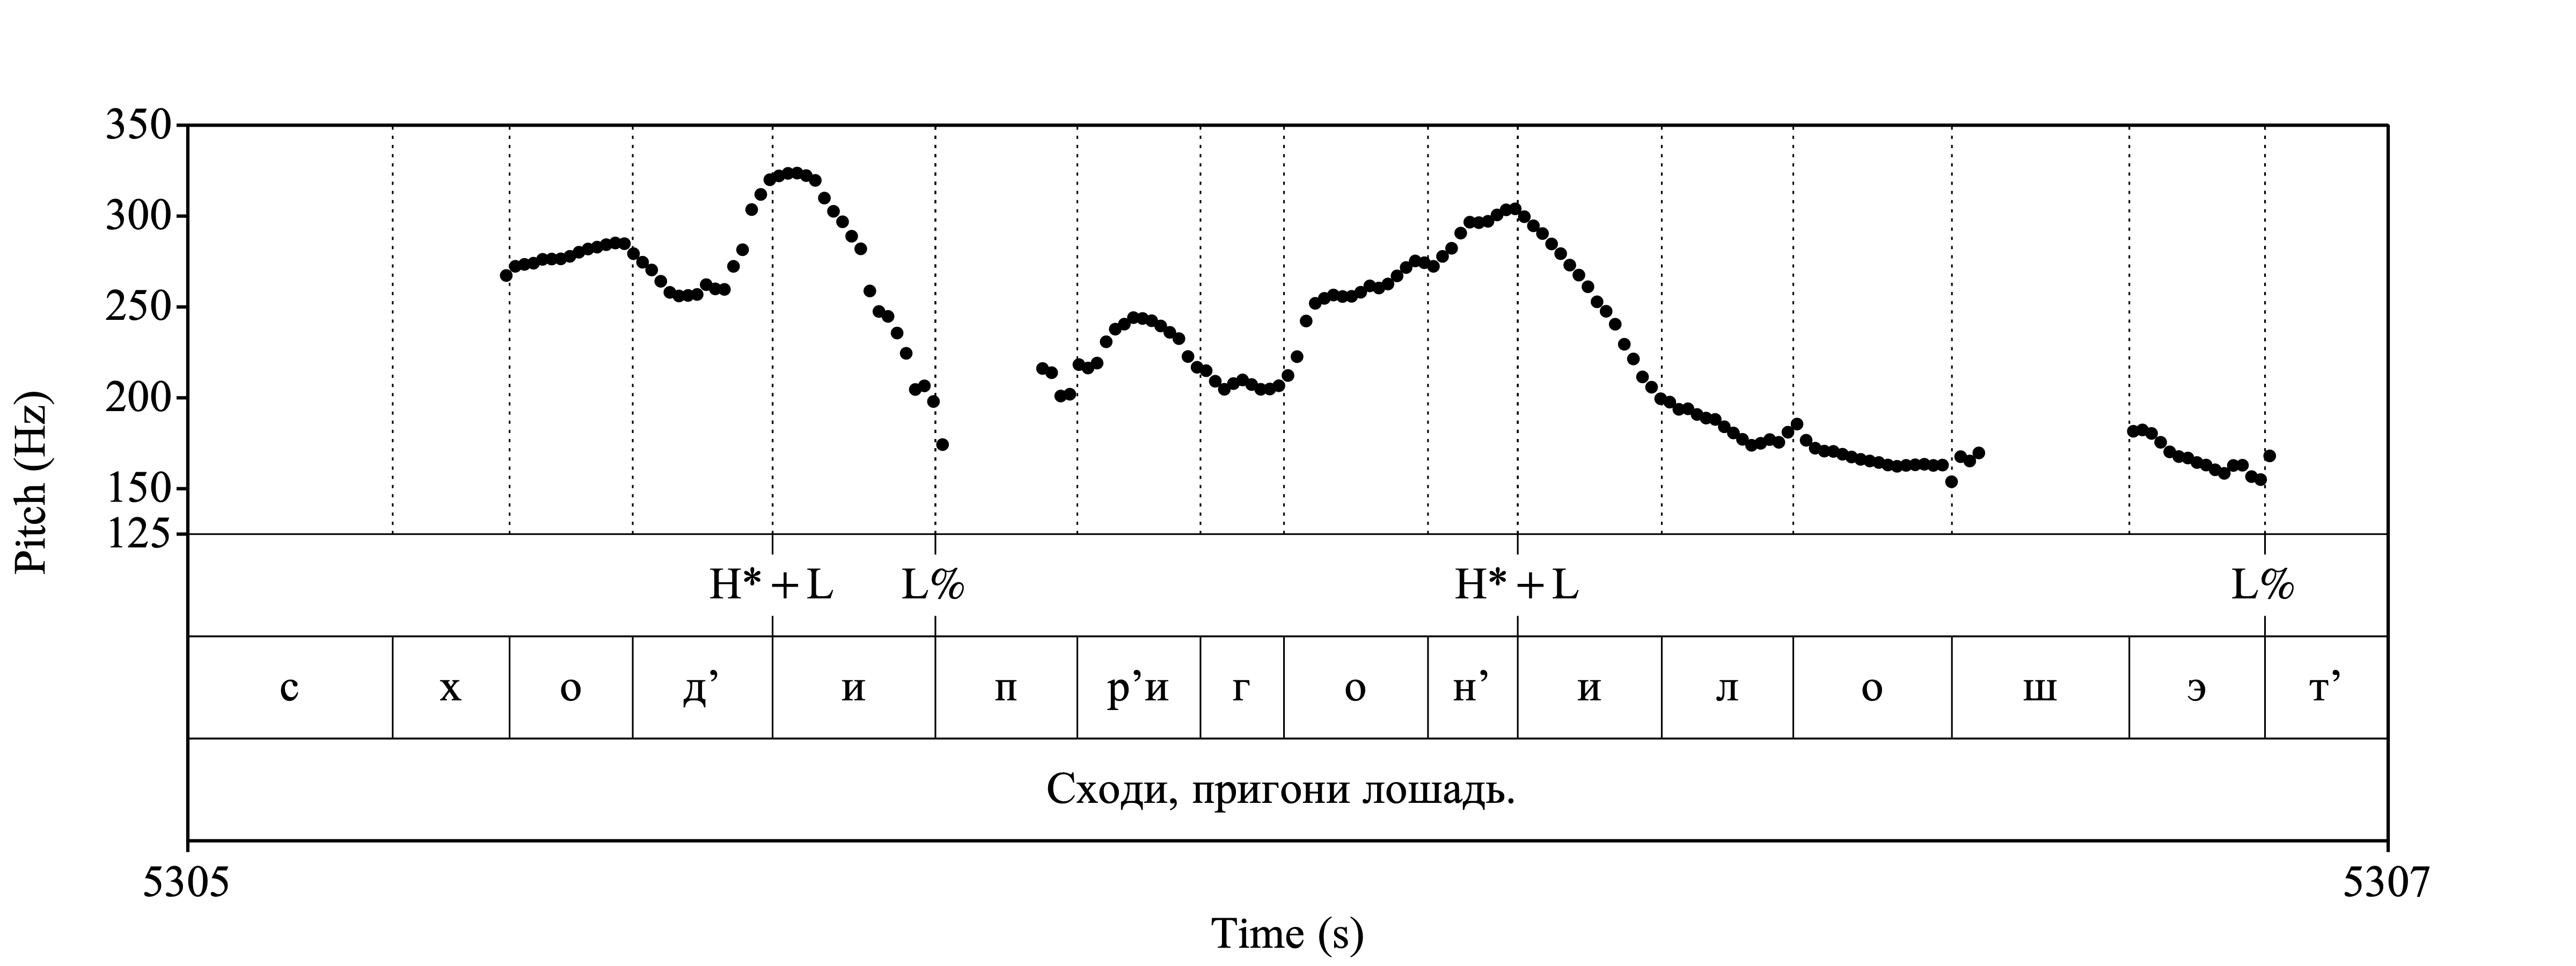 350
300
250
200
150
125
Pitch (Hz)
H* + L L% H* + L L%
с х о д’ и п р’и г о н’ и л о ш э т’
Сходи, пригони лошадь.
5305 5307
Time (s)